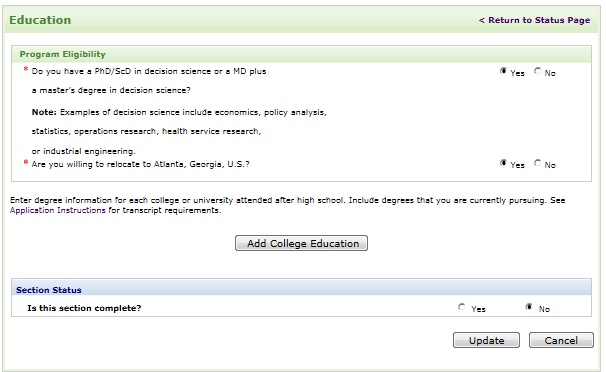 Education
< Return to Status Page
Program Eligibility
* Do you have a PhD/ScD in decision science or a MD plus
Yes No
a master's degree in decision science?
Note: Examples of decision science include economics, policy analysis,
statistics, operations research, health service research,
or industrial engineering.
* Are you willing to relocate to Atlanta, Georgia, U.S.?
Yes No
Enter degree information for each college or university attended after high school. Include degrees that you are currently pursuing. See
Application Instructions for transcript requirements.
Add College Education
Section Status
Is this section complete?
Yes No
Update Cancel